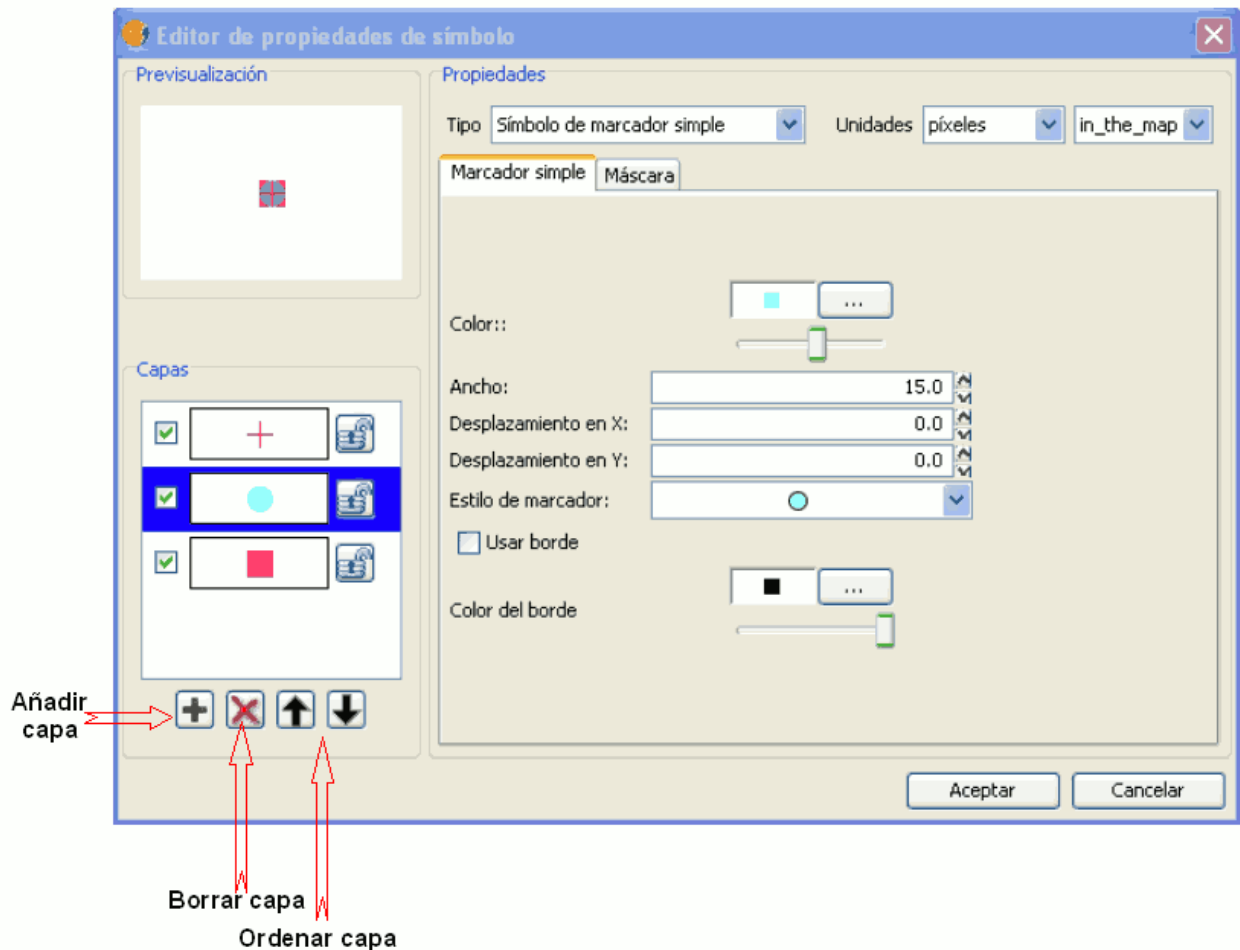 Editor de propiedades de símbolo
Previsualización
Propiedades
Tipo Símbolo de marcador simple Unidades píxeles in_the_map
Marcador simple Máscara
...
Color::
Capas
Ancho: 15.0
Desplazamiento en X: 0.0
Desplazamiento en Y: 0.0
Estilo de marcador:
Usar borde
...
Color del borde
Añadir
capa
Aceptar Cancelar
Borrar capa
Ordenar capa